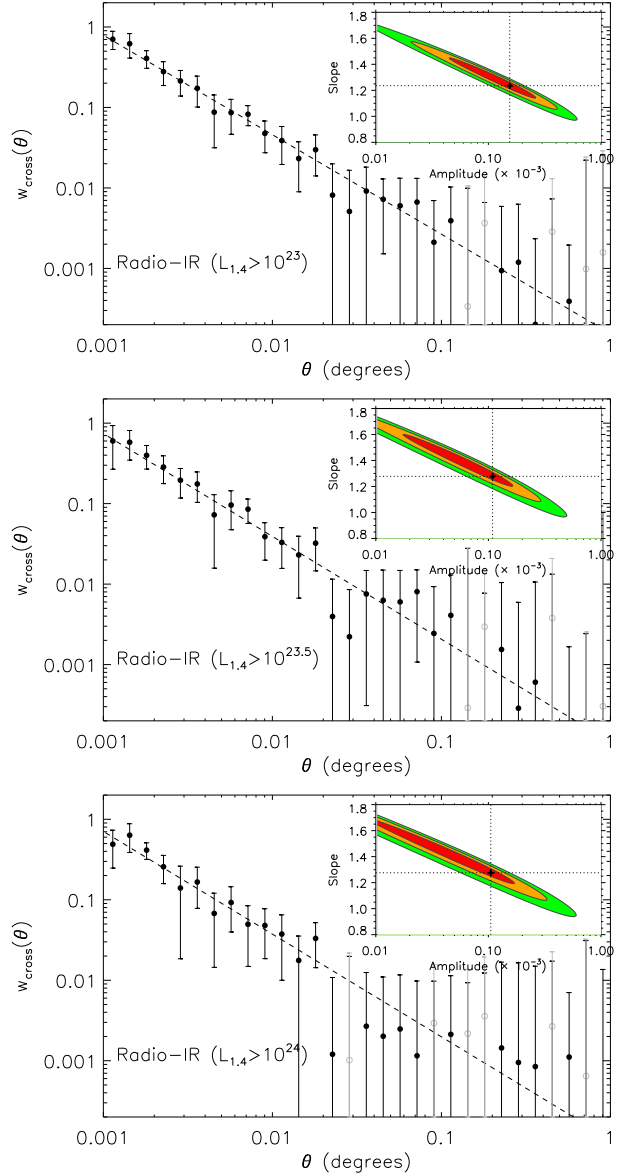 1.8
1.6
1.4
1.2
1.0
0.8
Slope
0.01 0.10 1.00
Amplitude (× 10⁻³)
1
0.1
0.01
0.001
w_cross(θ)
Radio−IR (L_1.4>10²³)
0.001 0.01 0.1 1
θ (degrees)
1.8
1.6
1.4
1.2
1.0
0.8
Slope
0.01 0.10 1.00
Amplitude (× 10⁻³)
1
0.1
0.01
0.001
w_cross(θ)
Radio−IR (L_1.4>10²³·⁵)
0.001 0.01 0.1 1
θ (degrees)
1.8
1.6
1.4
1.2
1.0
0.8
Slope
0.01 0.10 1.00
Amplitude (× 10⁻³)
1
0.1
0.01
0.001
w_cross(θ)
Radio−IR (L_1.4>10²⁴)
0.001 0.01 0.1 1
θ (degrees)